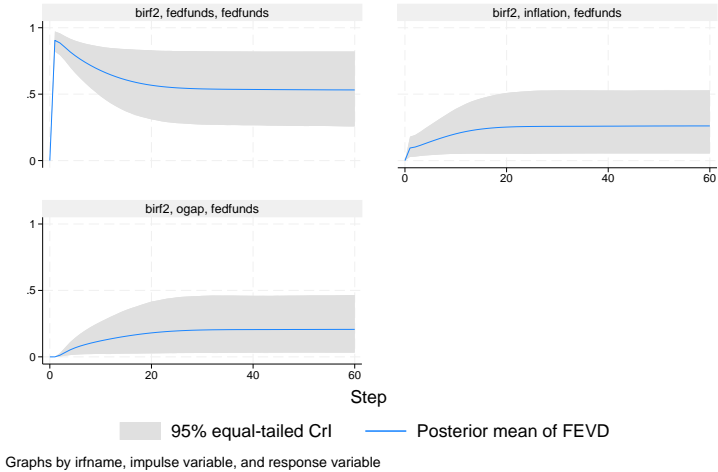 birf2, fedfunds, fedfunds
birf2, inflation, fedfunds
1
.5
0
0 20 40 60
birf2, ogap, fedfunds
1
.5
0
0 20 40 60
Step
95% equal-tailed CrI
Posterior mean of FEVD
Graphs by irfname, impulse variable, and response variable